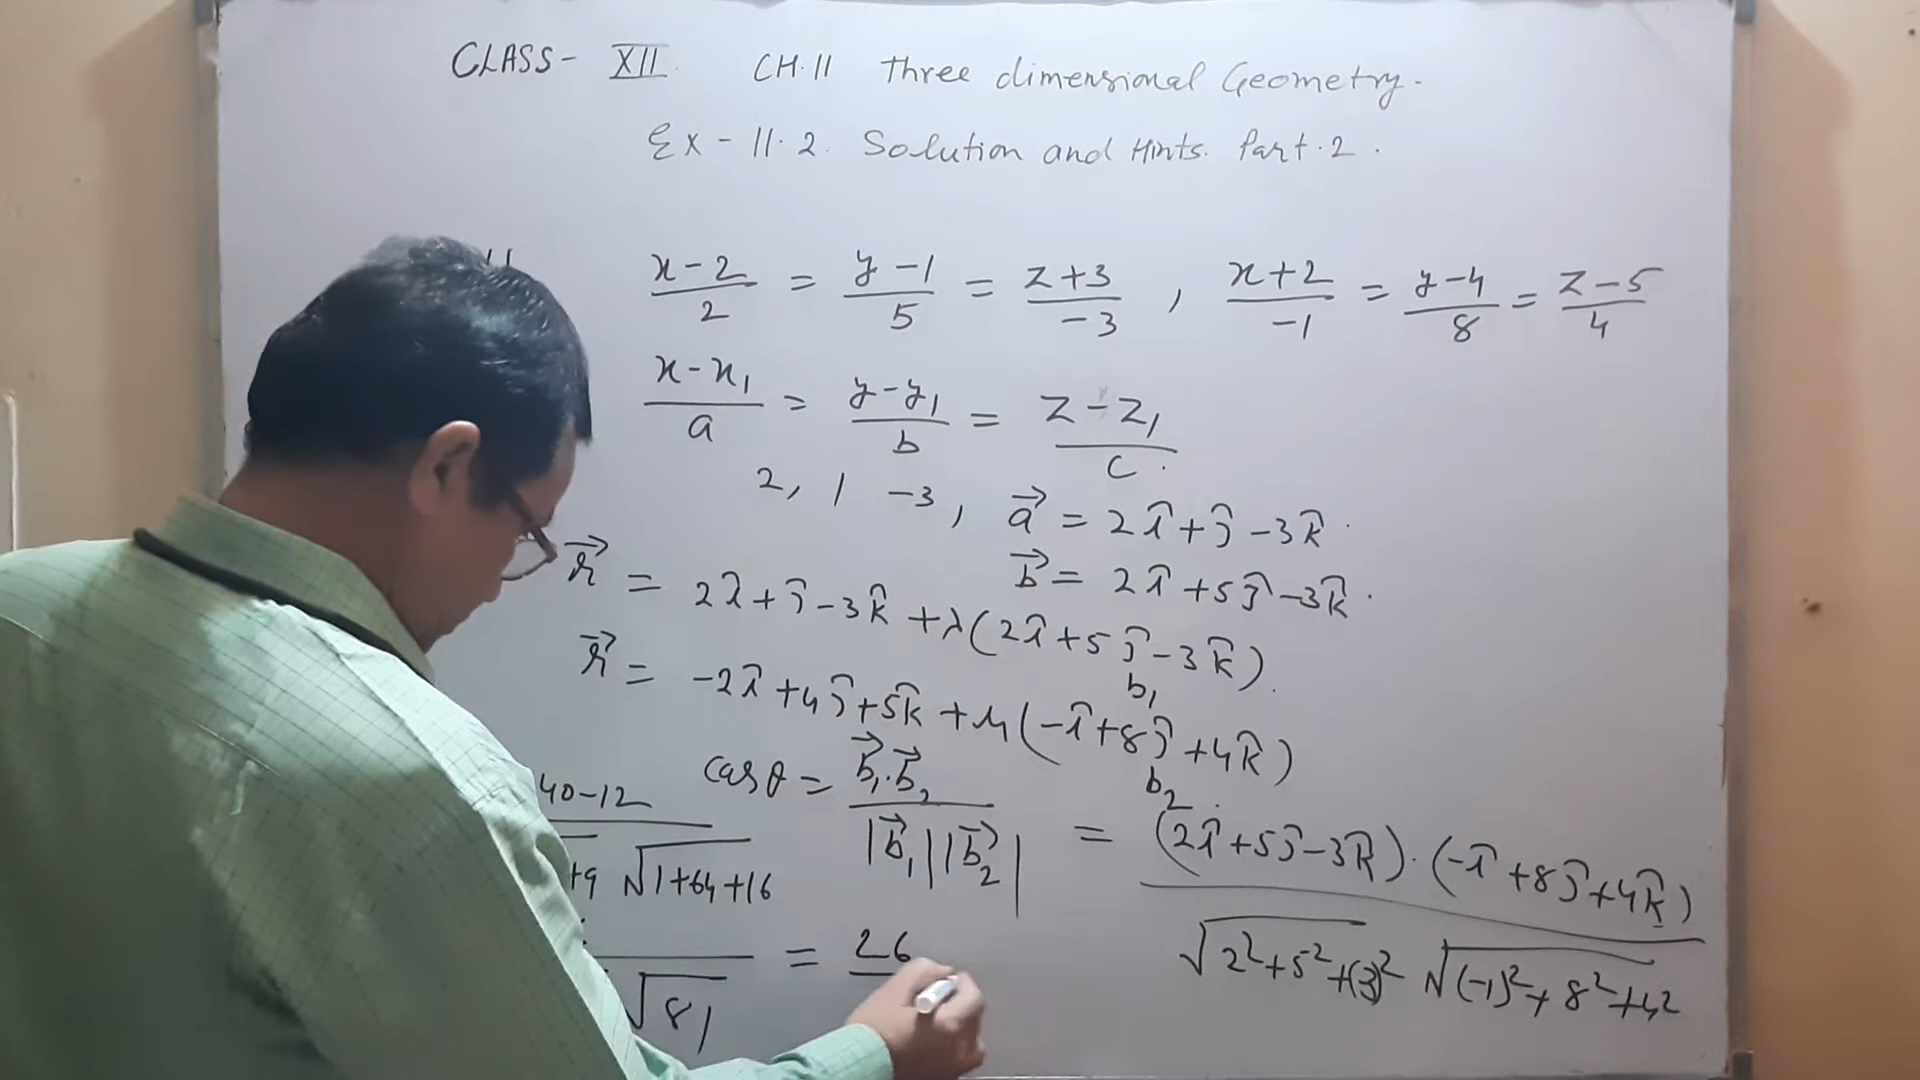 CLASS- XII. CH.11 Three dimensional Geometry.
Ex - 11.2. Solution and Hints. Part.2.
x-2/2 = y-1/5 = z+3/-3 , x+2/-1 = y-4/8 = z-5/4
x-x₁/a = y-y₁/b = z-z₁/c.
2, 1 -3, a⃗ = 2î+ĵ-3k̂.
b⃗ = 2î+5ĵ-3k̂.
r⃗ = 2î+ĵ-3k̂+λ(2î+5ĵ-3k̂).
b₁
r⃗ = -2î+4ĵ+5k̂+μ(-î+8ĵ+4k̂)
b₂
cosθ = b⃗₁.b⃗₂/|b⃗₁||b⃗₂| = (2î+5ĵ-3k̂).(-î+8ĵ+4k̂)/√2²+5²+(3)² √(-1)²+8²+42
40-12
+9 √1+64+16
√81 = 26